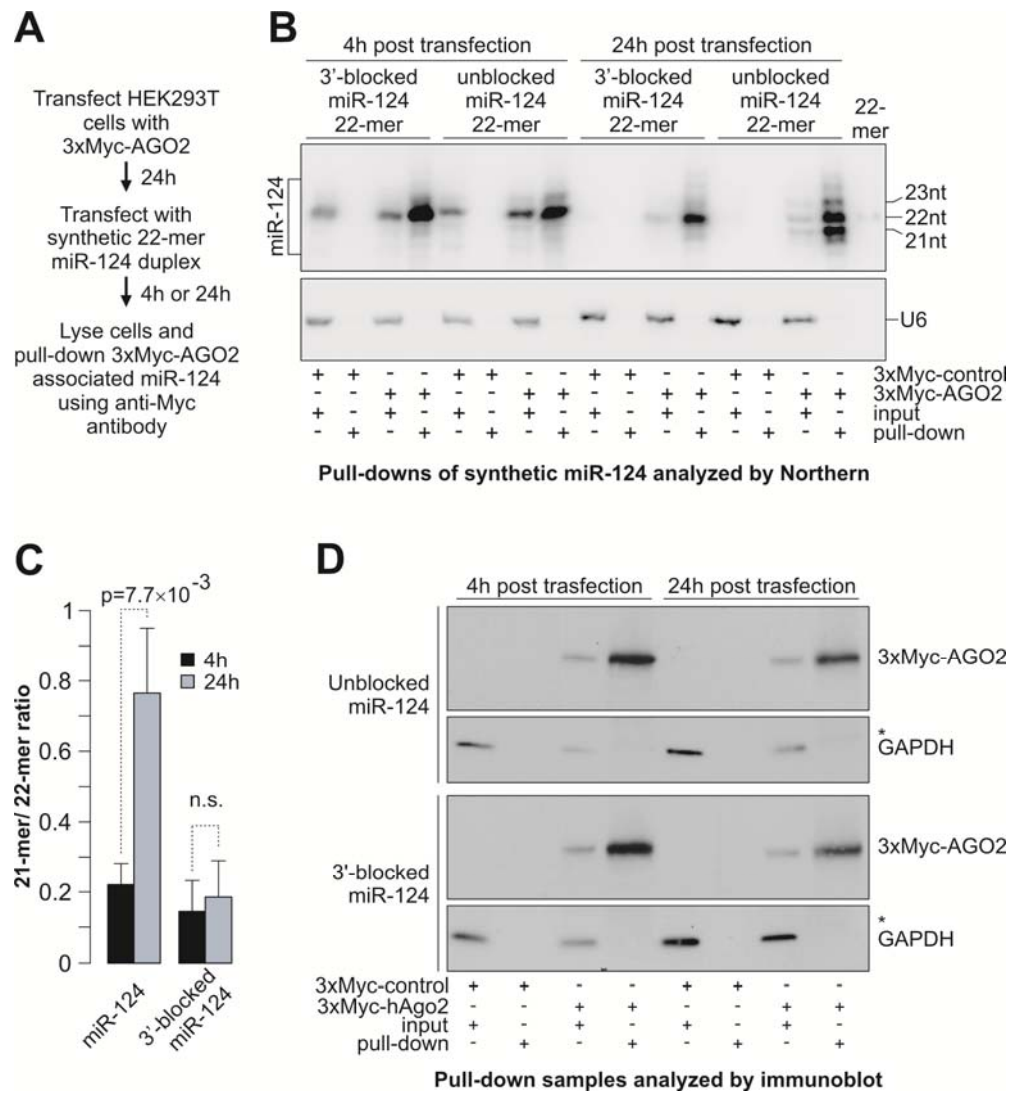 A
Transfect HEK293T
cells with
3xMyc-AGO2
24h
Transfect with
synthetic 22-mer
miR-124 duplex
4h or 24h
Lyse cells and
pull-down 3xMyc-AGO2
associated miR-124
using anti-Myc
antibody
B
4h post transfection 24h post transfection
3'-blocked unblocked 3'-blocked unblocked
miR-124 miR-124 miR-124 miR-124 22-
22-mer 22-mer 22-mer 22-mer mer
miR-124
23nt
22nt
21nt
U6
+ + - - + + - - + + - - + + - - 3xMyc-control
- - + + - - + + - - + + - - + + 3xMyc-AGO2
+ - + - + - + - + - + - + - + - input
- + - + - + - + - + - + - + - + pull-down
Pull-downs of synthetic miR-124 analyzed by Northern
C
p=7.7×10-3
1
0.8
0.6
0.4
0.2
0
21-mer/ 22-mer ratio
4h
24h
n.s.
miR-124
3'-blocked
miR-124
D
4h post trasfection 24h post trasfection
Unblocked
miR-124
3xMyc-AGO2
*
GAPDH
3'-blocked
miR-124
3xMyc-AGO2
*
GAPDH
3xMyc-control + + - - + + - -
3xMyc-hAgo2 - - + + - - + +
input + - + - + - + -
pull-down - + - + - + - +
Pull-down samples analyzed by immunoblot